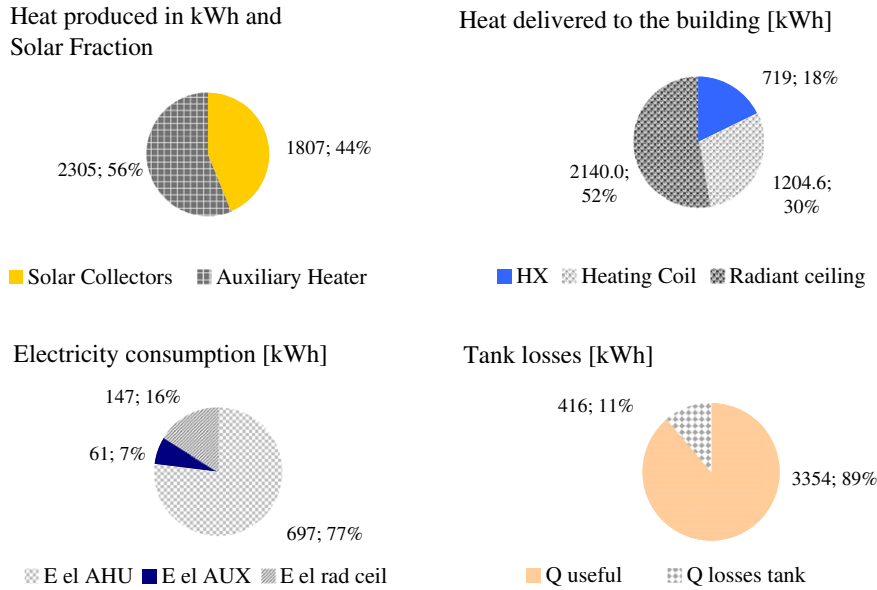 Heat produced in kWh and
Solar Fraction
1807; 44%
2305; 56%
Solar Collectors Auxiliary Heater
Heat delivered to the building [kWh]
719; 18%
2140.0;
52%
1204.6;
30%
HX Heating Coil Radiant ceiling
Electricity consumption [kWh]
147; 16%
61; 7%
697; 77%
E el AHU E el AUX E el rad ceil
Tank losses [kWh]
416; 11%
3354; 89%
Q useful Q losses tank